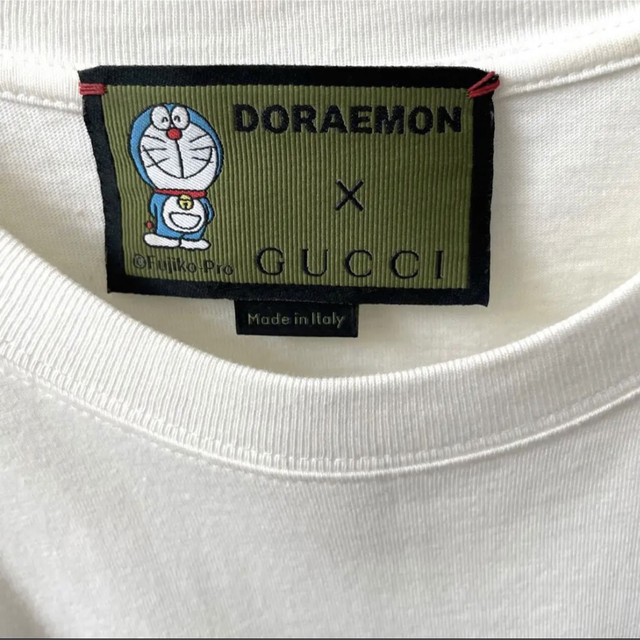 DORAEMON
X
GUCCI
©Fujiko-Pro
Made in Italy